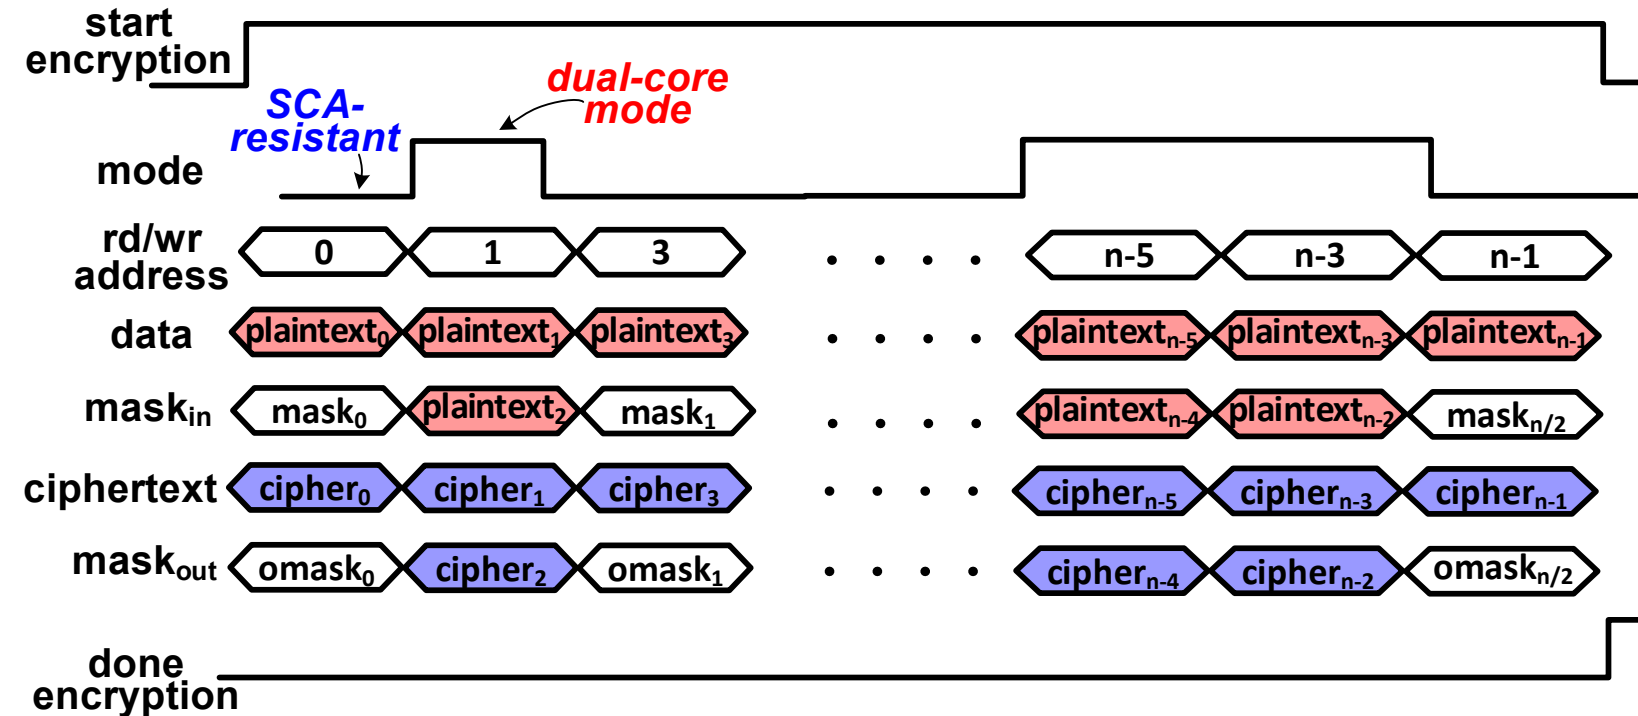 start
encryption
SCA-
resistant
dual-core
mode
mode
rd/wr
address
0 1 3 . . . . n-5 n-3 n-1
data
plaintext₀ plaintext₁ plaintext₃ . . . . plaintextₙ₋₅ plaintextₙ₋₃ plaintextₙ₋₁
maskᵢₙ
mask₀ plaintext₂ mask₁ . . . . plaintextₙ₋₄ plaintextₙ₋₂ maskₙ/₂
ciphertext
cipher₀ cipher₁ cipher₃ . . . . cipherₙ₋₅ cipherₙ₋₃ cipherₙ₋₁
maskₒᵤₜ
omask₀ cipher₂ omask₁ . . . . cipherₙ₋₄ cipherₙ₋₂ omaskₙ/₂
done
encryption